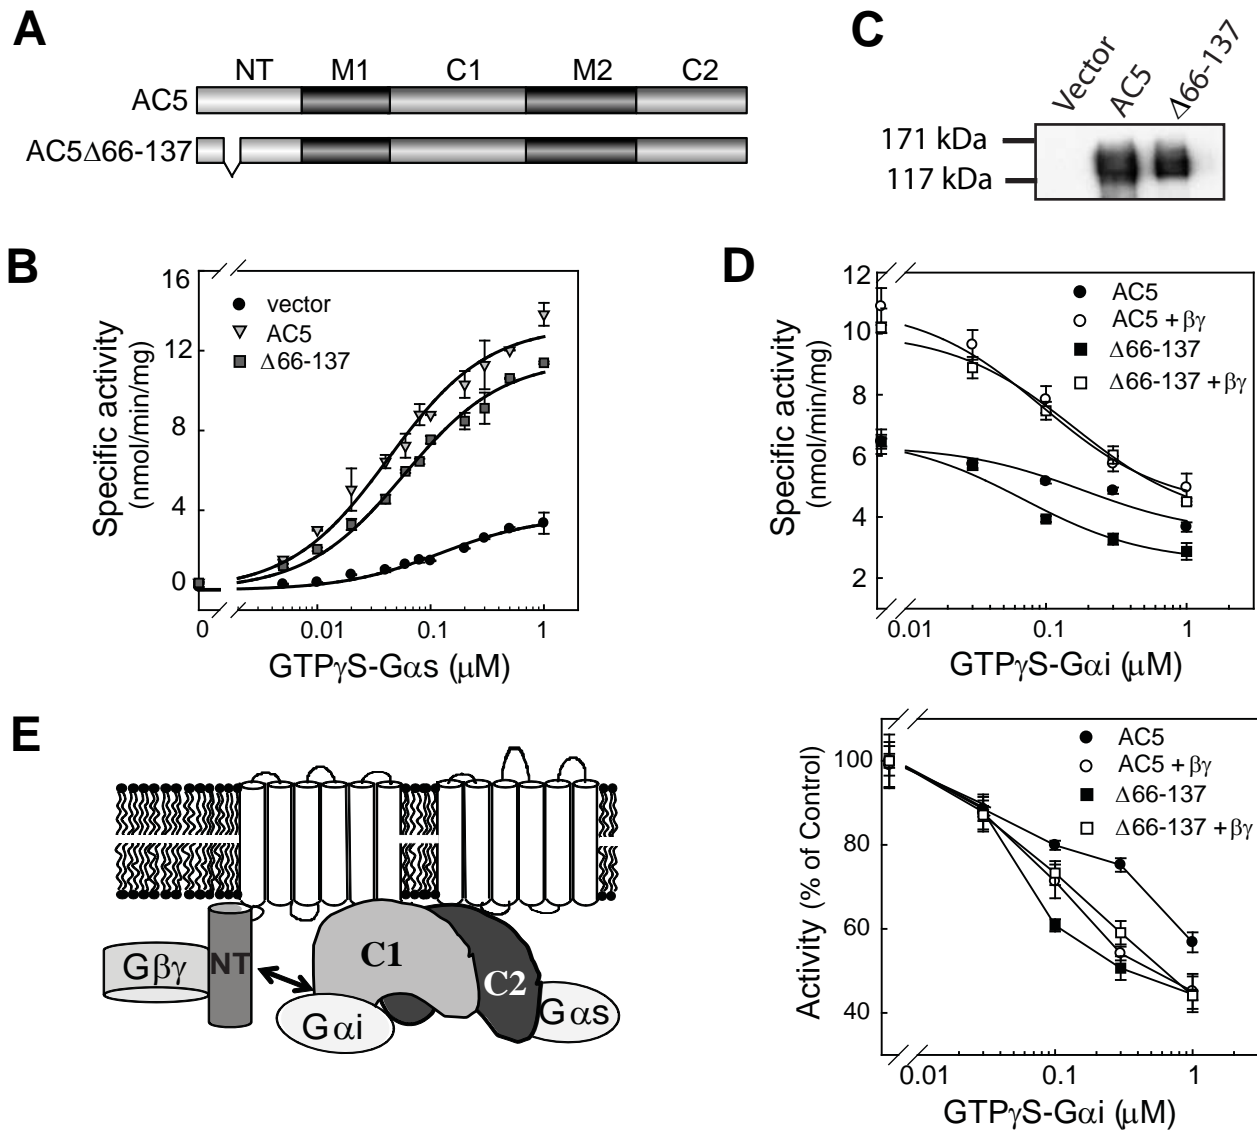 A
NT M1 C1 M2 C2
AC5
AC5Δ66-137
C
Vector
AC5
Δ66-137
171 kDa
117 kDa
B
16
12
8
4
0
Specific activity
(nmol/min/mg)
vector
AC5
Δ66-137
0 0.01 0.1 1
GTPγS-Gαs (μM)
D
12
10
8
6
4
2
Specific activity
(nmol/min/mg)
AC5
AC5 + βγ
Δ66-137
Δ66-137 + βγ
0.01 0.1 1
GTPγS-Gαi (μM)
E
Gβγ
NT
C1
C2
Gαi
Gαs
100
80
60
40
Activity (% of Control)
AC5
AC5 + βγ
Δ66-137
Δ66-137 + βγ
0.01 0.1 1
GTPγS-Gαi (μM)